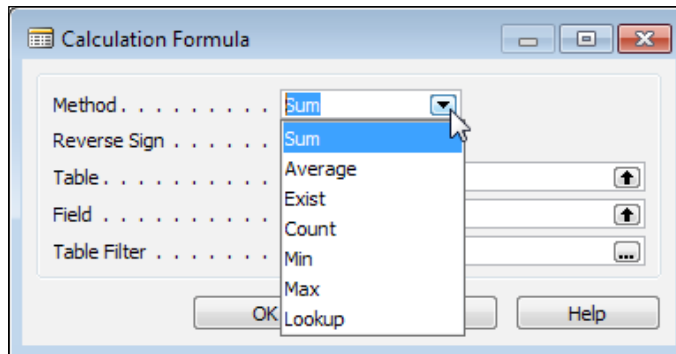 Calculation Formula
Method. . . . . . . . . Sum
Reverse Sign . . . . . .
Sum
Table. . . . . . . . . .
Average
Exist
Field . . . . . . . . . .
Count
Table Filter . . . . . . .
Min
Max
OK
Lookup
Help